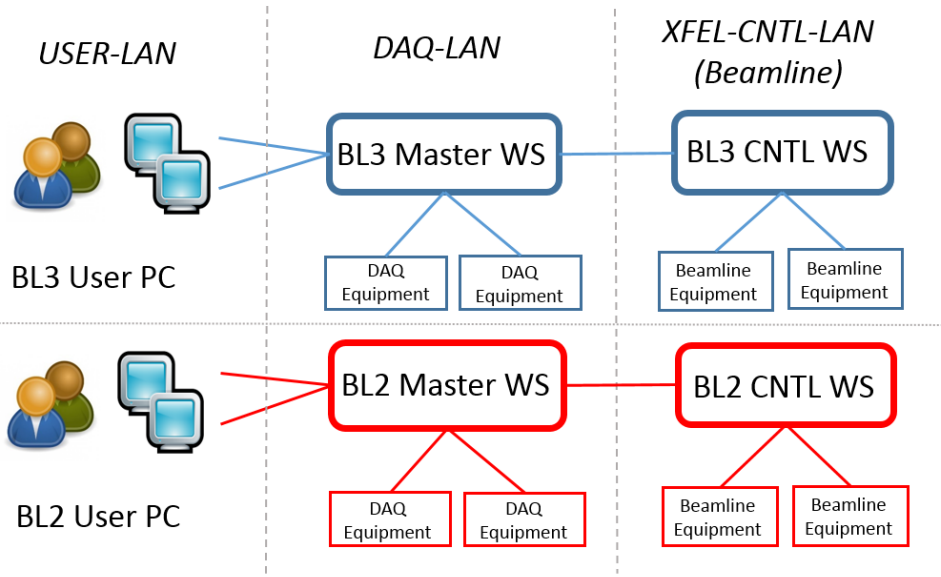 USER-LAN
DAQ-LAN
XFEL-CNTL-LAN
(Beamline)
BL3 Master WS
BL3 CNTL WS
BL3 User PC
DAQ
Equipment
DAQ
Equipment
Beamline
Equipment
Beamline
Equipment
BL2 Master WS
BL2 CNTL WS
BL2 User PC
DAQ
Equipment
DAQ
Equipment
Beamline
Equipment
Beamline
Equipment